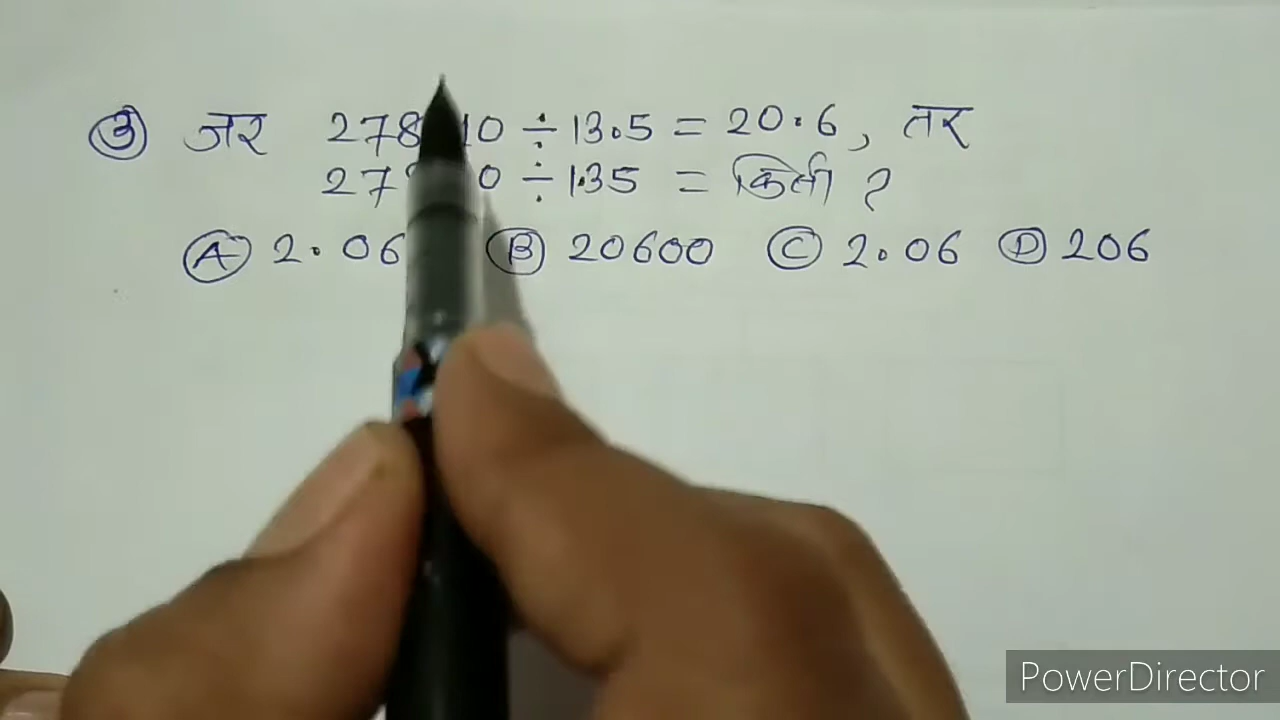 ③ जर 278 10 ÷ 13.5 = 20.6, तर
27 0 ÷ 1.35 = किती ?
Ⓐ 2.06 Ⓑ 20600 Ⓒ 2.06 Ⓓ 206
PowerDirector